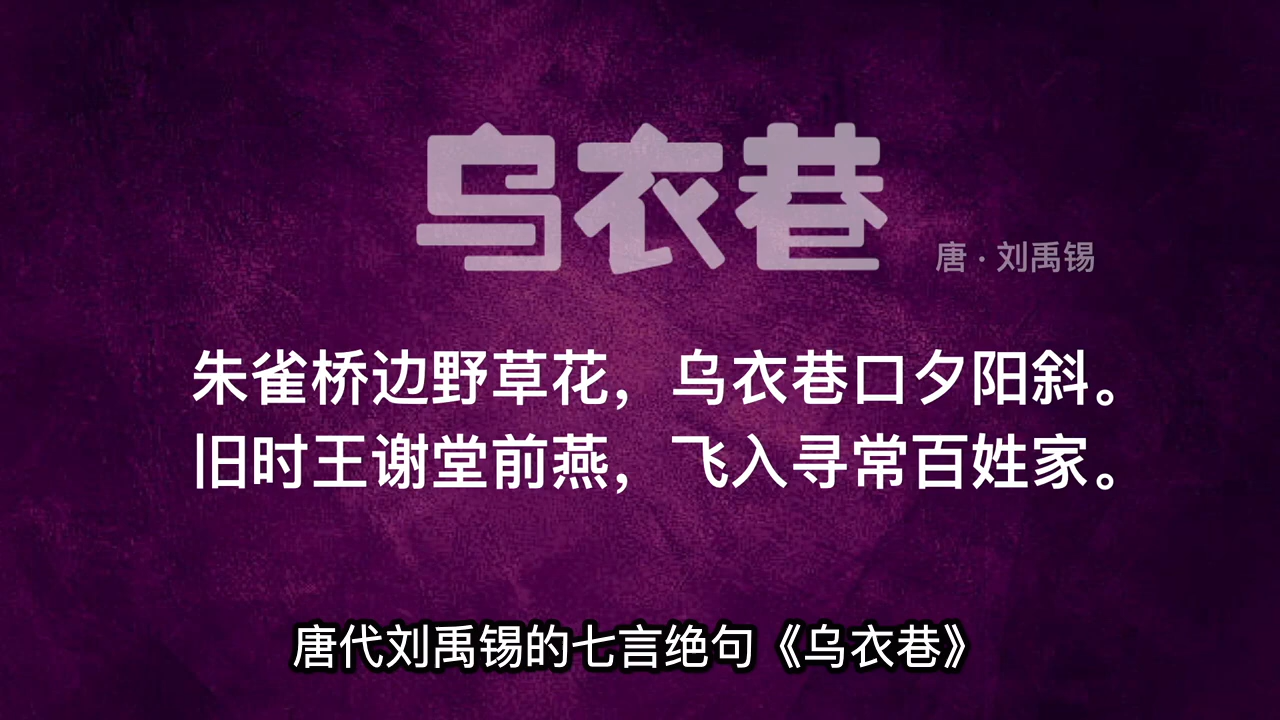 乌衣巷
唐·刘禹锡
朱雀桥边野草花，乌衣巷口夕阳斜。
旧时王谢堂前燕，飞入寻常百姓家。
唐代刘禹锡的七言绝句《乌衣巷》